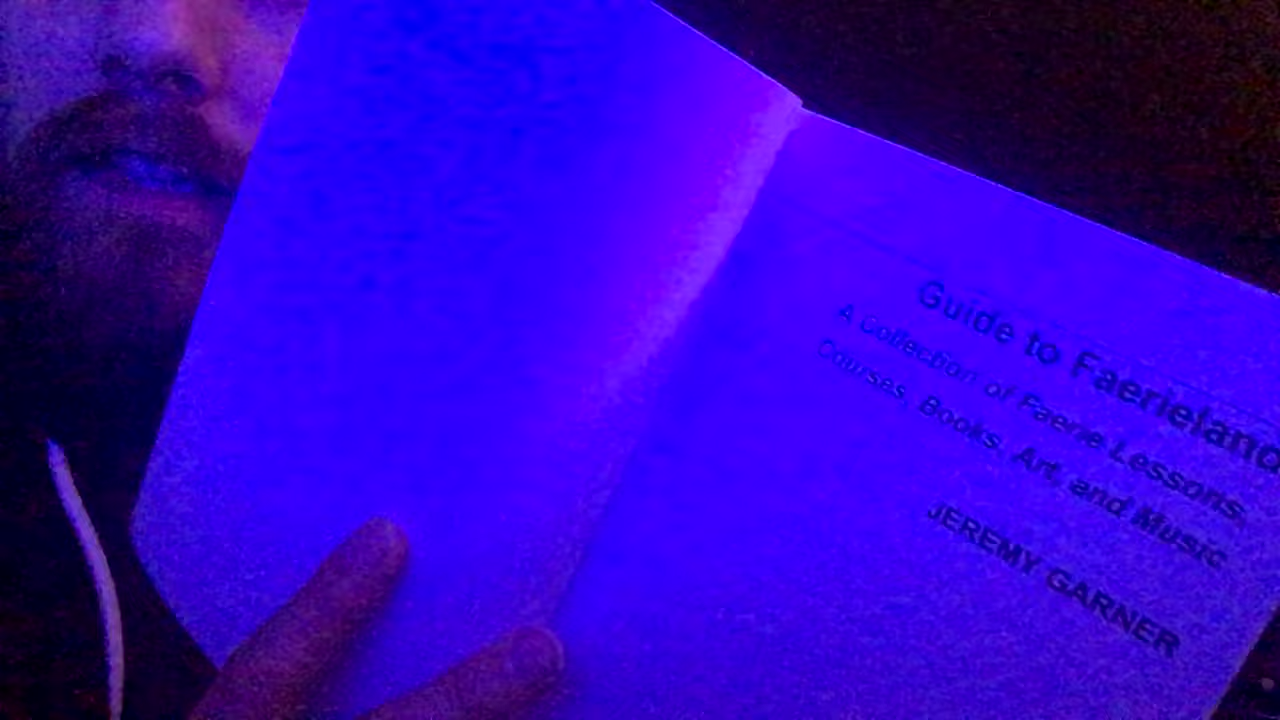 Guide to Faerieland
A Collection of Faerie Lessons,
Courses, Books, Art, and Music
JEREMY GARNER